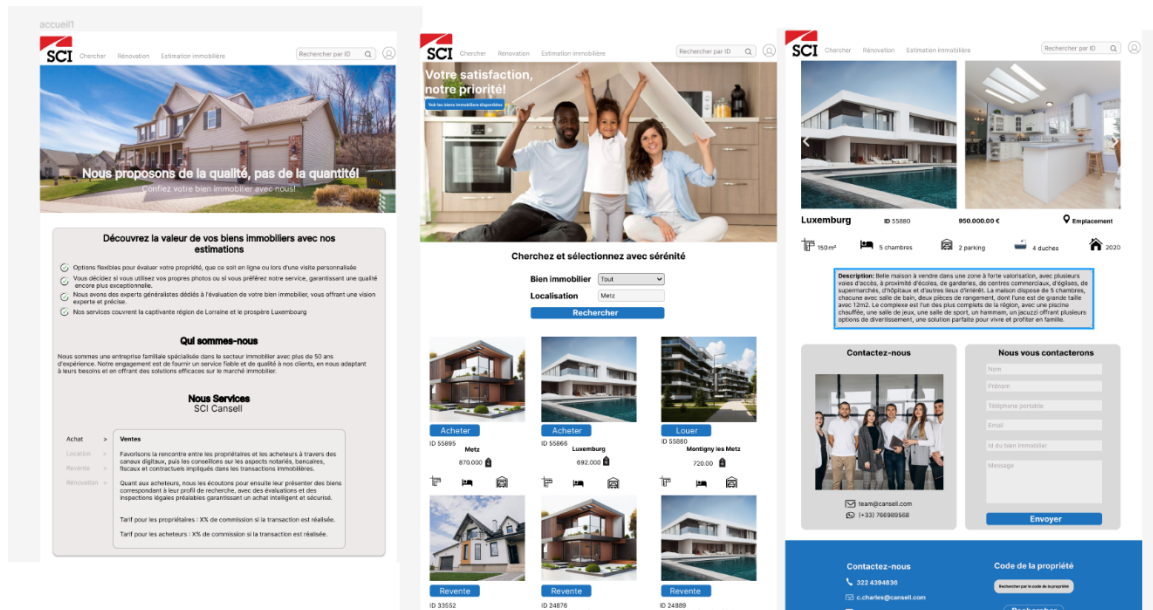 accueil1
SCI
Chercher Rénovation Estimation immobilière
Rechercher par ID
Nous proposons de la qualité, pas de la quantité!
Confiez votre bien immobilier avec nous!
Découvrez la valeur de vos biens immobiliers avec nos
estimations
Options flexibles pour évaluer votre propriété, que ce soit en ligne ou lors d'une visite personnalisée
Vous décidez si vous utilisez vos propres photos ou si vous préférez notre service, garantissant une qualité
encore plus exceptionnelle.
Nous avons des experts généralistes dédiés à l'évaluation de votre bien immobilier, vous offrant une vision
experte et précise.
Nos services couvrent la captivante région de Lorraine et le prospère Luxembourg
Qui sommes-nous
Nous sommes une entreprise familiale spécialisée dans le secteur immobilier avec plus de 50 ans
d'expérience. Notre engagement est de fournir un service fiable et de qualité à nos clients, en nous adaptant
à leurs besoins et en offrant des solutions efficaces sur le marché immobilier.
Nous Services
SCI Cansell
Achat »
Location »
Revente »
Rénovation »
Ventes
Favorisons la rencontre entre les propriétaires et les acheteurs à travers des
canaux digitaux, puis les conseillons sur les aspects notariés, bancaires,
fiscaux et contractuels impliqués dans les transactions immobilières.
Quant aux acheteurs, nous les écoutons pour ensuite leur présenter des biens
correspondant à leur profil de recherche, avec des évaluations et des
inspections légales préalables garantissant un achat intelligent et sécurisé.
Tarif pour les propriétaires : X% de commission si la transaction est réalisée.
Tarif pour les acheteurs : X% de commission si la transaction est réalisée.
SCI
Chercher Rénovation Estimation immobilière
Rechercher par ID
Votre satisfaction,
notre priorité!
Voir les biens immobiliers disponibles
Cherchez et sélectionnez avec sérénité
Bien immobilier Tout
Localisation Metz
Rechercher
Acheter Acheter Louer
ID 55895 ID 55866 ID 55860
Metz Luxemburg Montigny les Metz
870.000 692.000 720.00
Revente Revente Revente
ID 33552 ID 24876 ID 24889
SCI
Chercher Rénovation Estimation Immobilière
Rechercher par ID
Luxemburg ID 55880 950.000.00 € Emplacement
150m² 5 chambres 2 parking 4 duches 2020
Description: Belle maison à vendre dans une zone à forte valorisation, avec plusieurs
voies d'accès, à proximité d'écoles, de garderies, de centres commerciaux, d'églises, de
supermarchés, d'hôpitaux et d'autres lieux d'intérêt. La maison dispose de 5 chambres,
chacune avec salle de bain, deux pièces de rangement, dont l'une est de grande taille
avec 12m2. Le complexe est l'un des plus complets de la région, avec une piscine
chauffée, une salle de jeux, une salle de sport, un hammam, un jacuzzi offrant plusieurs
options de divertissement, une solution parfaite pour vivre et profiter en famille.
Contactez-nous
team@cansell.com
(+33) 766989568
Nous vous contacterons
Nom
Prénom
Téléphone portable
Email
Id du bien immobilier
Message
Envoyer
Contactez-nous
322 4394836
c.charles@cansell.com
Code de la propriété
Rechercher par le code de la propriété
Rechercher